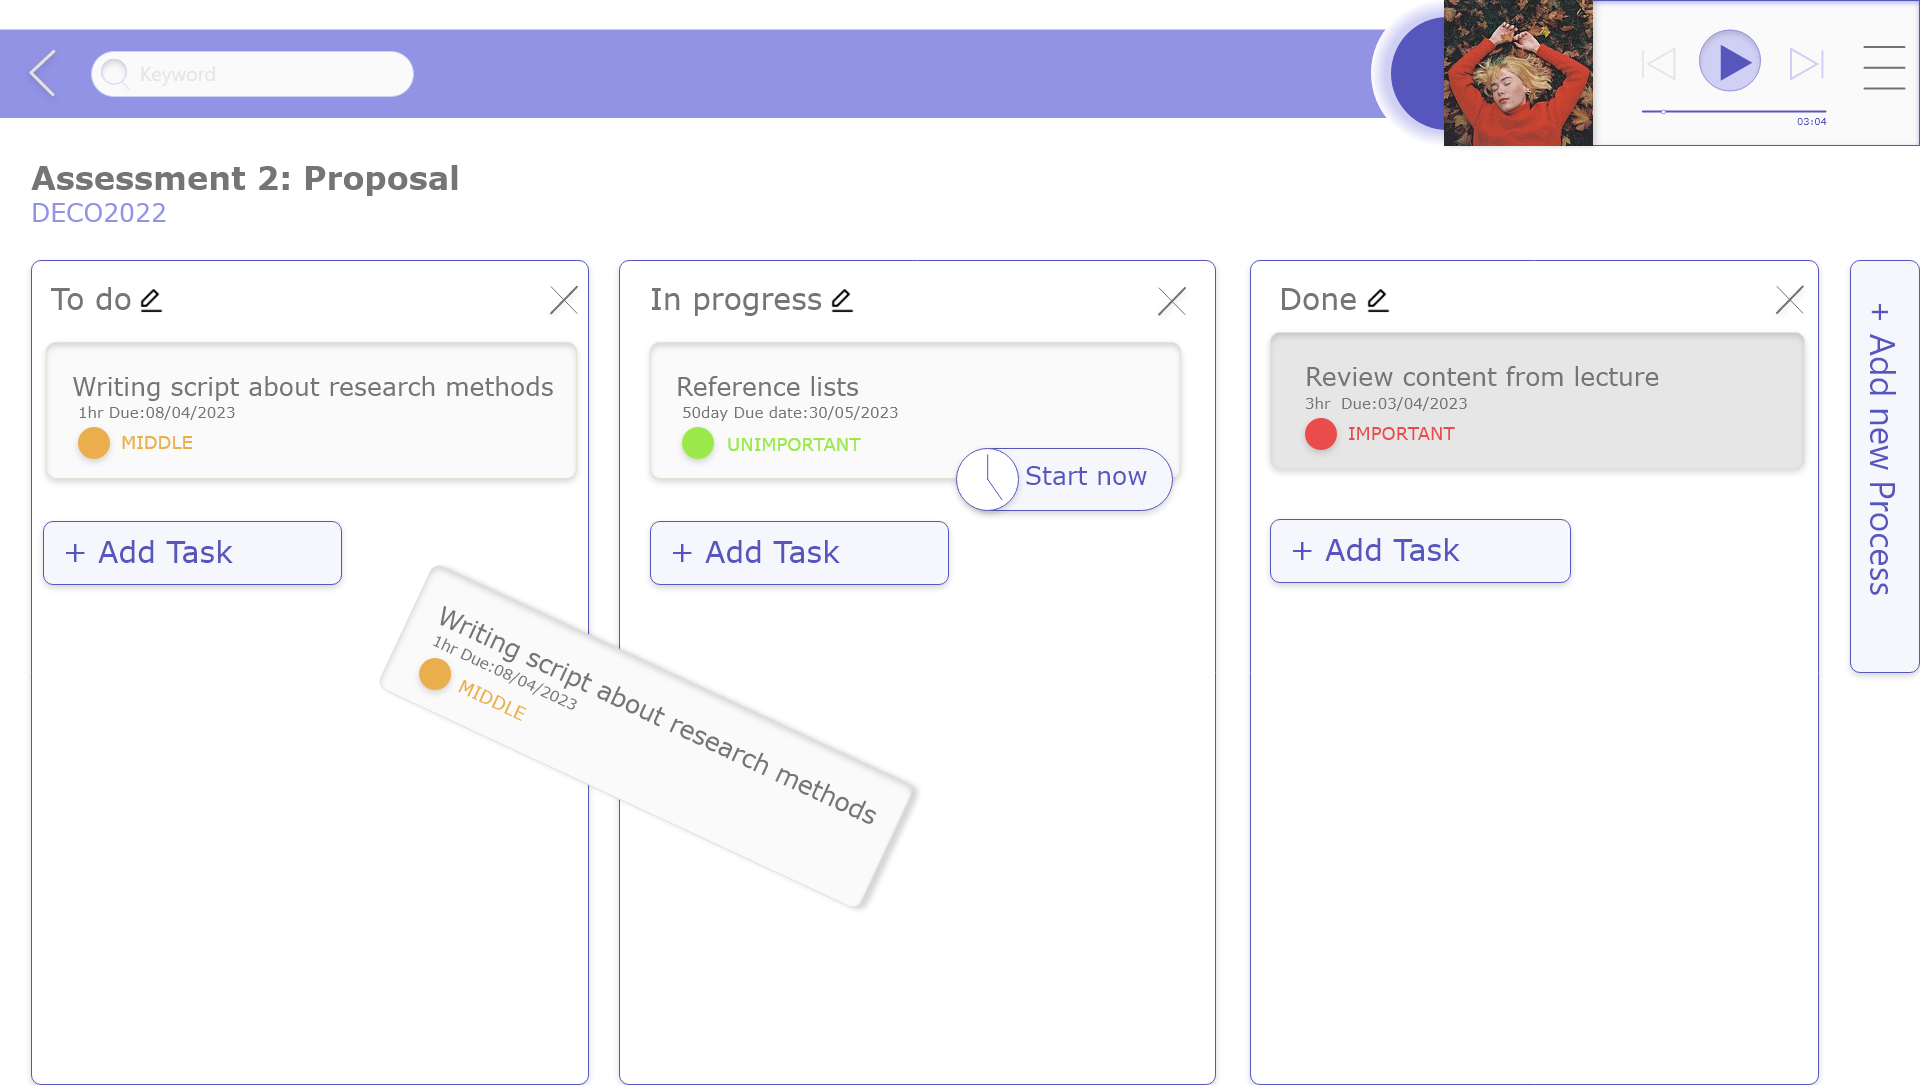 Keyword
03:04
Assessment 2: Proposal
DECO2022
To do
Writing script about research methods
1hr Due:08/04/2023
MIDDLE
+ Add Task
In progress
Reference lists
50day Due date:30/05/2023
UNIMPORTANT
Start now
+ Add Task
Done
Review content from lecture
3hr  Due:03/04/2023
IMPORTANT
+ Add Task
+ Add new Process
Writing script about research methods
1hr Due:08/04/2023
MIDDLE